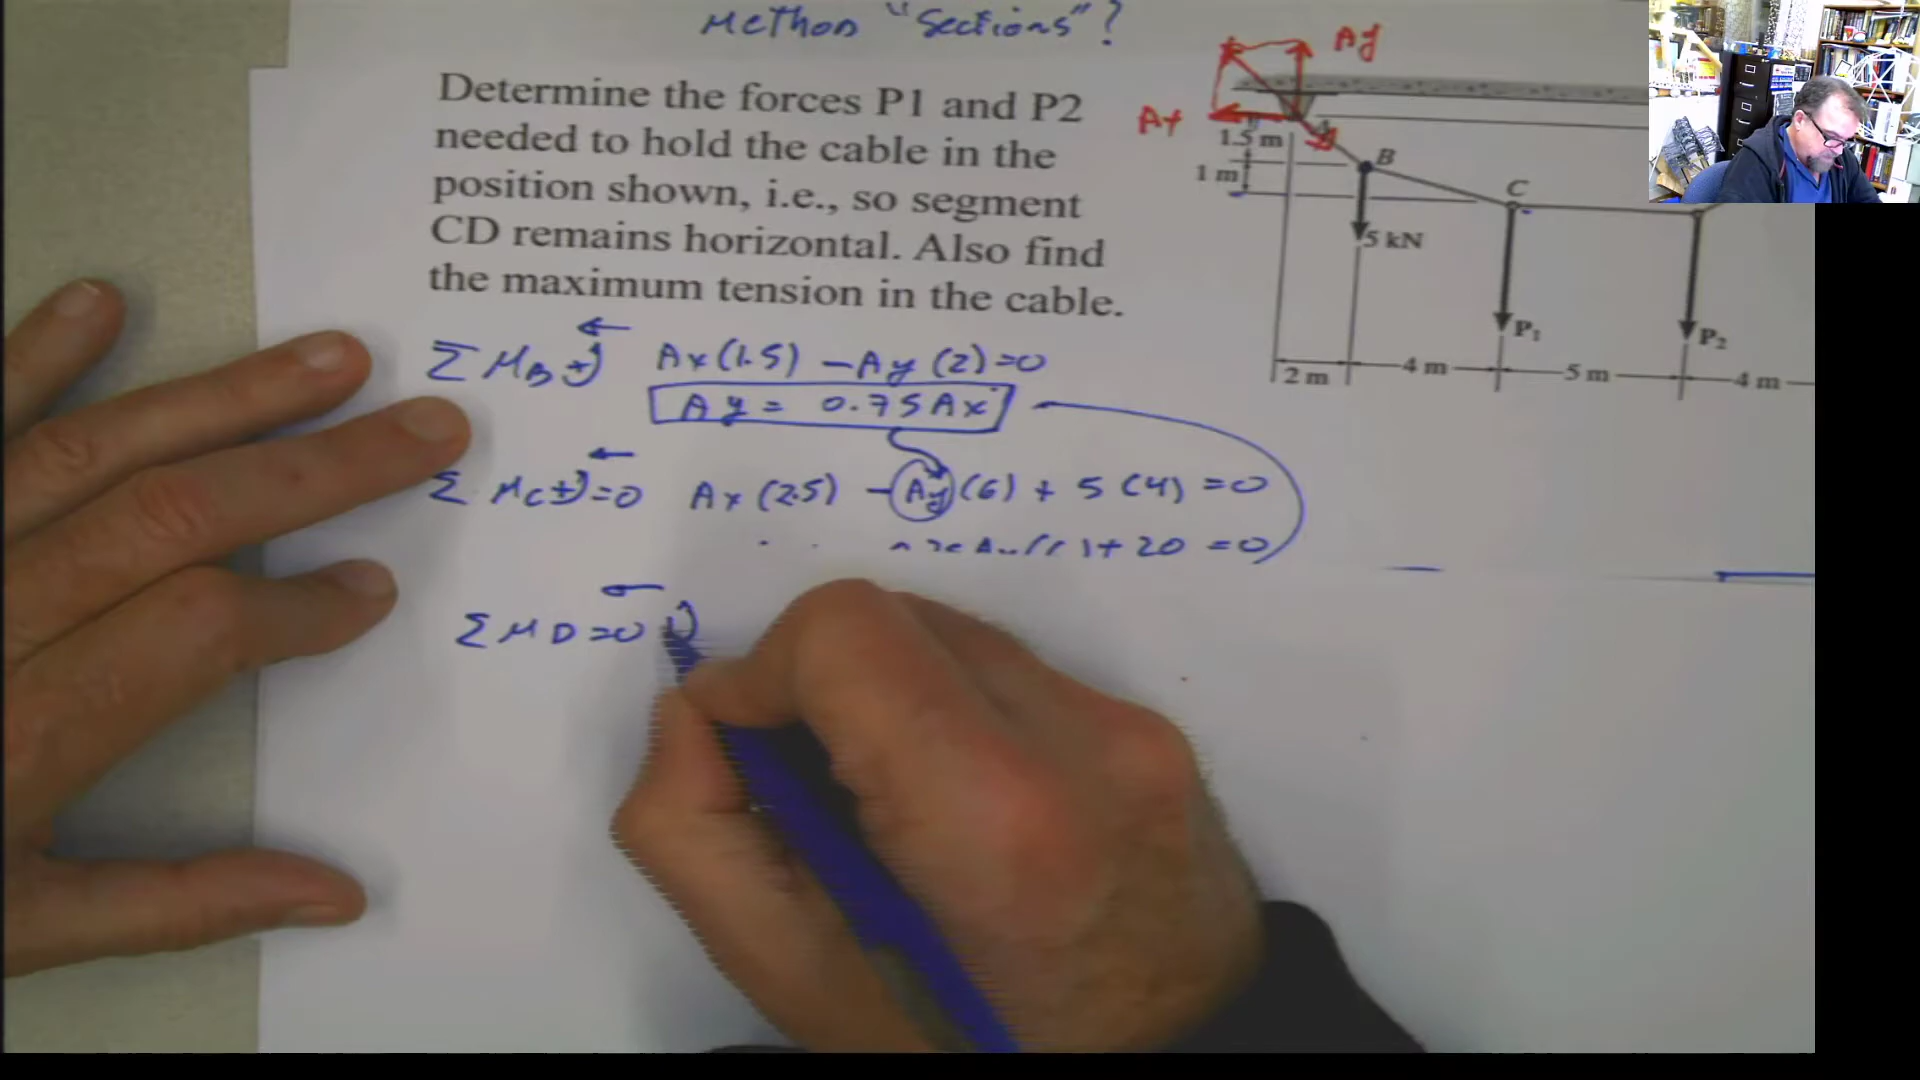 METHOD "Sections"?
Determine the forces P1 and P2
needed to hold the cable in the
position shown, i.e., so segment
CD remains horizontal. Also find
the maximum tension in the cable.
Ay
Ax
1.5 m
A
B
1 m
C
5 kN
P₁
P₂
2 m
4 m
5 m
4 m
ΣMB + Ax(1.5) - Ay(2)=0
Ay = 0.75Ax
ΣMC+=0 Ax(2.5) - Ay(6) + 5(4) =0
+ 20 =0
ΣMD=0